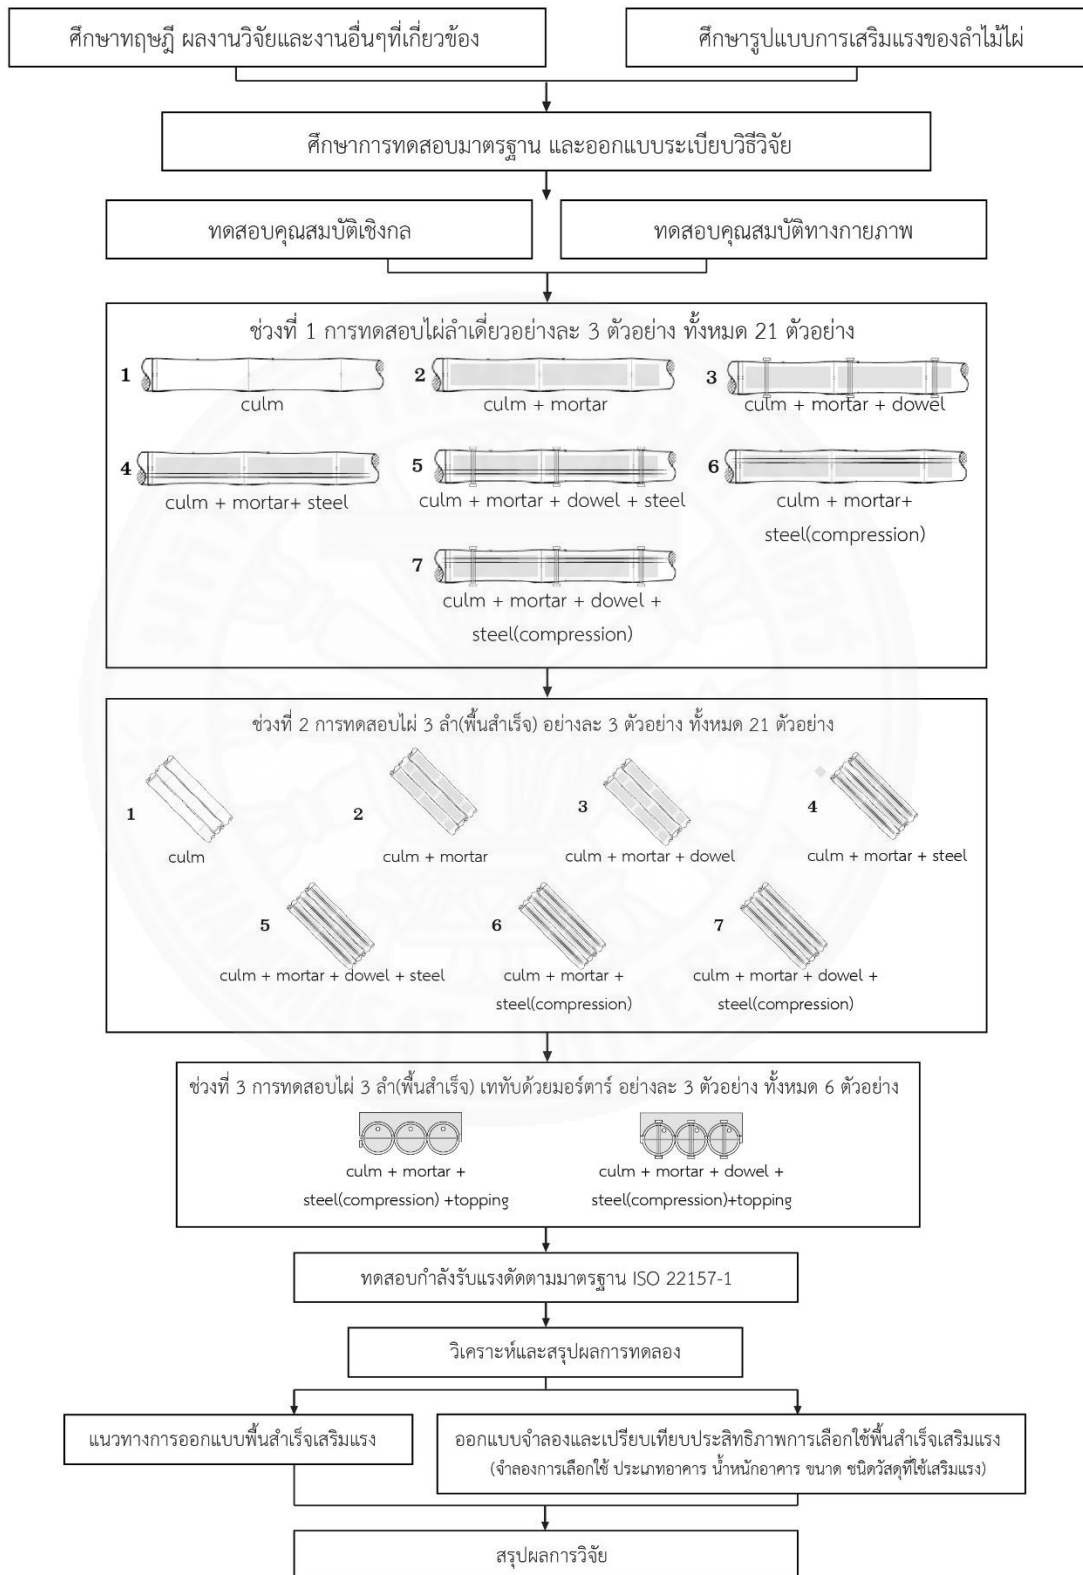 ศึกษาทฤษฎี ผลงานวิจัยและงานอื่นๆที่เกี่ยวข้อง
ศึกษารูปแบบการเสริมแรงของลำไม้ไผ่
ศึกษาการทดสอบมาตรฐาน และออกแบบระเบียบวิธีวิจัย
ทดสอบคุณสมบัติเชิงกล
ทดสอบคุณสมบัติทางกายภาพ
ช่วงที่ 1 การทดสอบไผ่ลำเดี่ยวอย่างละ 3 ตัวอย่าง ทั้งหมด 21 ตัวอย่าง
1
culm
2
culm + mortar
3
culm + mortar + dowel
4
culm + mortar+ steel
5
culm + mortar + dowel + steel
6
culm + mortar+
steel(compression)
7
culm + mortar + dowel +
steel(compression)
ช่วงที่ 2 การทดสอบไผ่ 3 ลำ(พื้นสำเร็จ) อย่างละ 3 ตัวอย่าง ทั้งหมด 21 ตัวอย่าง
1
culm
2
culm + mortar
3
culm + mortar + dowel
4
culm + mortar + steel
5
culm + mortar + dowel + steel
6
culm + mortar +
steel(compression)
7
culm + mortar + dowel +
steel(compression)
ช่วงที่ 3 การทดสอบไผ่ 3 ลำ(พื้นสำเร็จ) เททับด้วยมอร์ตาร์ อย่างละ 3 ตัวอย่าง ทั้งหมด 6 ตัวอย่าง
culm + mortar +
steel(compression) +topping
culm + mortar + dowel +
steel(compression)+topping
ทดสอบกำลังรับแรงดัดตามมาตรฐาน ISO 22157-1
วิเคราะห์และสรุปผลการทดลอง
แนวทางการออกแบบพื้นสำเร็จเสริมแรง
ออกแบบจำลองและเปรียบเทียบประสิทธิภาพการเลือกใช้พื้นสำเร็จเสริมแรง
(จำลองการเลือกใช้ ประเภทอาคาร น้ำหนักอาคาร ขนาด ชนิดวัสดุที่ใช้เสริมแรง)
สรุปผลการวิจัย